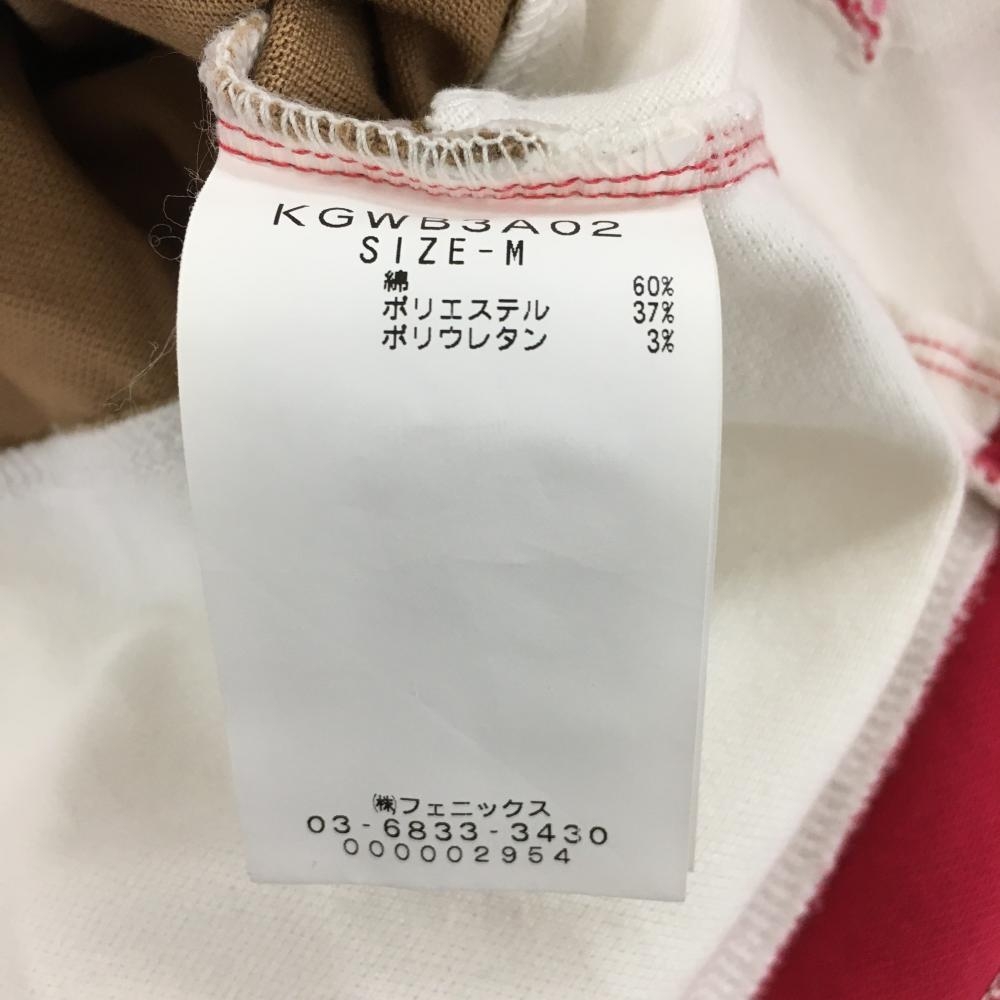 KGWB3A02
SIZE-M
綿 60%
ポリエステル 37%
ポリウレタン 3%
㈱フェニックス
03-6833-3430
000002954